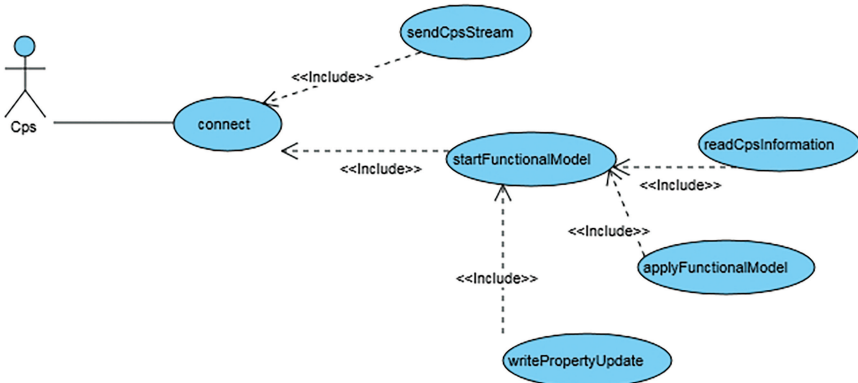 sendCpsStream
<<Include>>
Cps
connect
readCpsInformation
startFunctionalModel
<<Include>>
<<Include>>
<<Include>>
applyFunctionalModel
<<Include>>
writePropertyUpdate